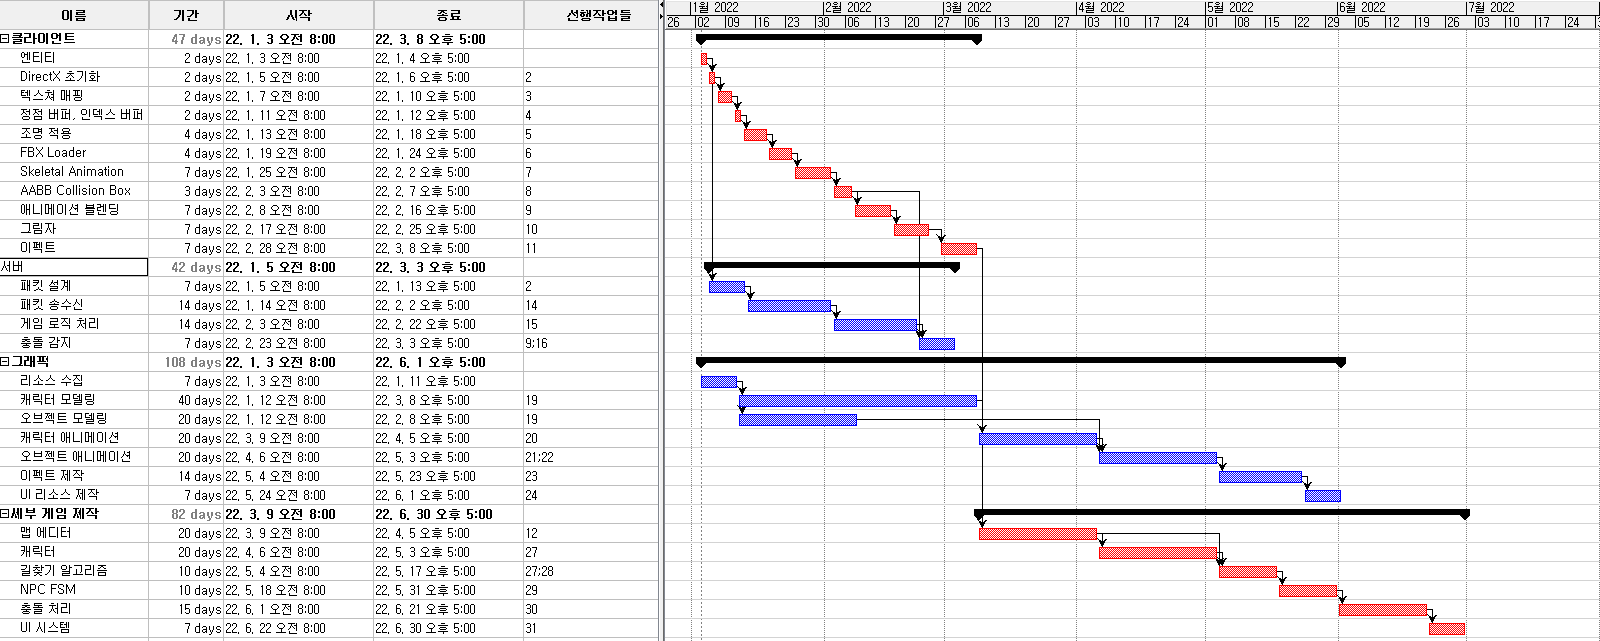 이름 기간 시작 종료 선행작업들
1월 2022 2월 2022 3월 2022 4월 2022 5월 2022 6월 2022 7월 2022
26 02 09 16 23 30 06 13 20 27 06 13 20 27 03 10 17 24 01 08 15 22 29 05 12 19 26 03 10 17 24
클라이언트 47 days 22. 1. 3 오전 8:00 22. 3. 8 오후 5:00
엔티티 2 days 22. 1. 3 오전 8:00 22. 1. 4 오후 5:00
DirectX 초기화 2 days 22. 1. 5 오전 8:00 22. 1. 6 오후 5:00 2
텍스쳐 매핑 2 days 22. 1. 7 오전 8:00 22. 1. 10 오후 5:00 3
정점 버퍼, 인덱스 버퍼 2 days 22. 1. 11 오전 8:00 22. 1. 12 오후 5:00 4
조명 적용 4 days 22. 1. 13 오전 8:00 22. 1. 18 오후 5:00 5
FBX Loader 4 days 22. 1. 19 오전 8:00 22. 1. 24 오후 5:00 6
Skeletal Animation 7 days 22. 1. 25 오전 8:00 22. 2. 2 오후 5:00 7
AABB Collision Box 3 days 22. 2. 3 오전 8:00 22. 2. 7 오후 5:00 8
애니메이션 블렌딩 7 days 22. 2. 8 오전 8:00 22. 2. 16 오후 5:00 9
그림자 7 days 22. 2. 17 오전 8:00 22. 2. 25 오후 5:00 10
이펙트 7 days 22. 2. 28 오전 8:00 22. 3. 8 오후 5:00 11
서버 42 days 22. 1. 5 오전 8:00 22. 3. 3 오후 5:00
패킷 설계 7 days 22. 1. 5 오전 8:00 22. 1. 13 오후 5:00 2
패킷 송수신 14 days 22. 1. 14 오전 8:00 22. 2. 2 오후 5:00 14
게임 로직 처리 14 days 22. 2. 3 오전 8:00 22. 2. 22 오후 5:00 15
충돌 감지 7 days 22. 2. 23 오전 8:00 22. 3. 3 오후 5:00 9;16
그래픽 108 days 22. 1. 3 오전 8:00 22. 6. 1 오후 5:00
리소스 수집 7 days 22. 1. 3 오전 8:00 22. 1. 11 오후 5:00
캐릭터 모델링 40 days 22. 1. 12 오전 8:00 22. 3. 8 오후 5:00 19
오브젝트 모델링 20 days 22. 1. 12 오전 8:00 22. 2. 8 오후 5:00 19
캐릭터 애니메이션 20 days 22. 3. 9 오전 8:00 22. 4. 5 오후 5:00 20
오브젝트 애니메이션 20 days 22. 4. 6 오전 8:00 22. 5. 3 오후 5:00 21;22
이펙트 제작 14 days 22. 5. 4 오전 8:00 22. 5. 23 오후 5:00 23
UI 리소스 제작 7 days 22. 5. 24 오전 8:00 22. 6. 1 오후 5:00 24
세부 게임 제작 82 days 22. 3. 9 오전 8:00 22. 6. 30 오후 5:00
맵 에디터 20 days 22. 3. 9 오전 8:00 22. 4. 5 오후 5:00 12
캐릭터 20 days 22. 4. 6 오전 8:00 22. 5. 3 오후 5:00 27
길찾기 알고리즘 10 days 22. 5. 4 오전 8:00 22. 5. 17 오후 5:00 27;28
NPC FSM 10 days 22. 5. 18 오전 8:00 22. 5. 31 오후 5:00 29
충돌 처리 15 days 22. 6. 1 오전 8:00 22. 6. 21 오후 5:00 30
UI 시스템 7 days 22. 6. 22 오전 8:00 22. 6. 30 오후 5:00 31